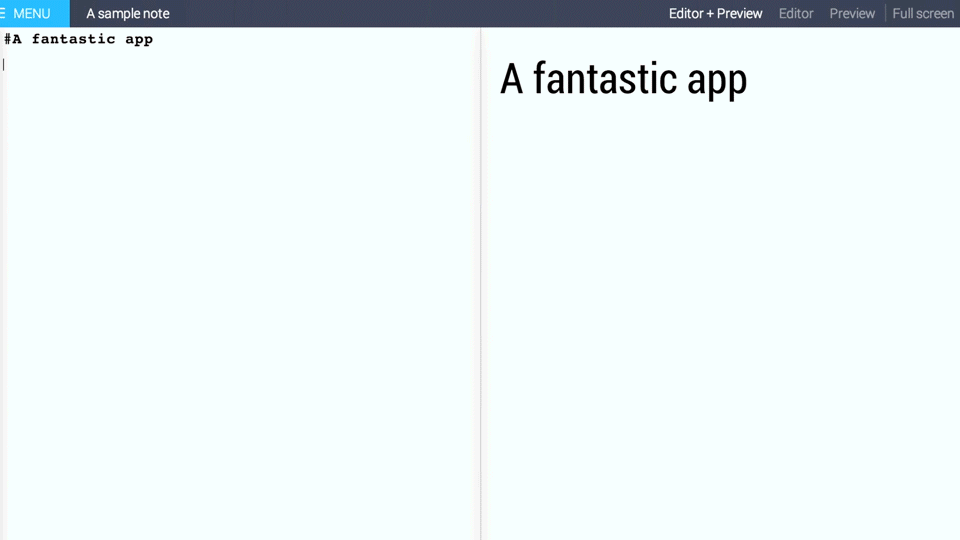 MENU A sample note Editor + Preview Editor Preview Full screen
#A fantastic app
A fantastic app